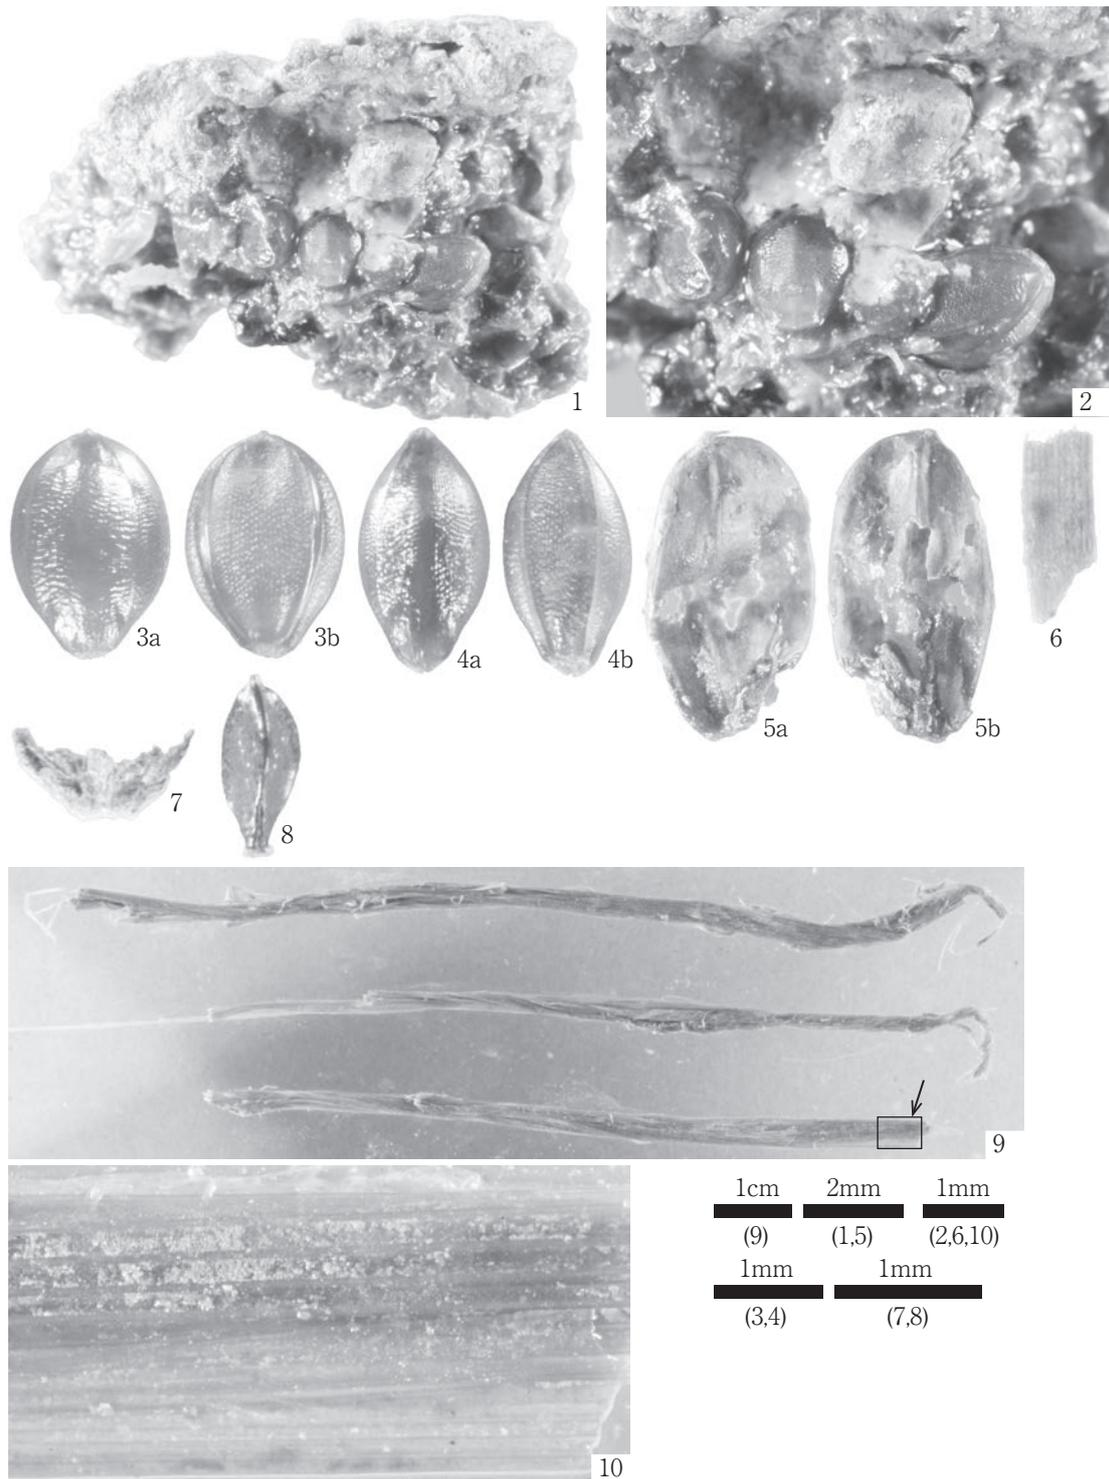 1
2
3a
3b
4a
4b
5a
5b
6
7
8
9
10
1cm 2mm 1mm
(9) (1,5) (2,6,10)
1mm 1mm
(3,4) (7,8)